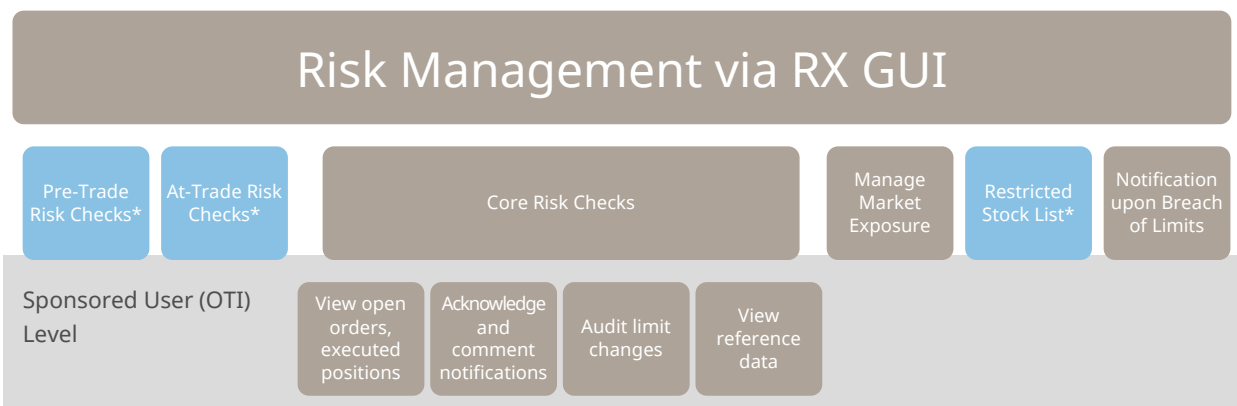 Risk Management via RX GUI
Pre-Trade
Risk Checks*
At-Trade Risk
Checks*
Core Risk Checks
Manage
Market
Exposure
Restricted
Stock List*
Notification
upon Breach
of Limits
Sponsored User (OTI)
Level
View open
orders,
executed
positions
Acknowledge
and
comment
notifications
Audit limit
changes
View
reference
data